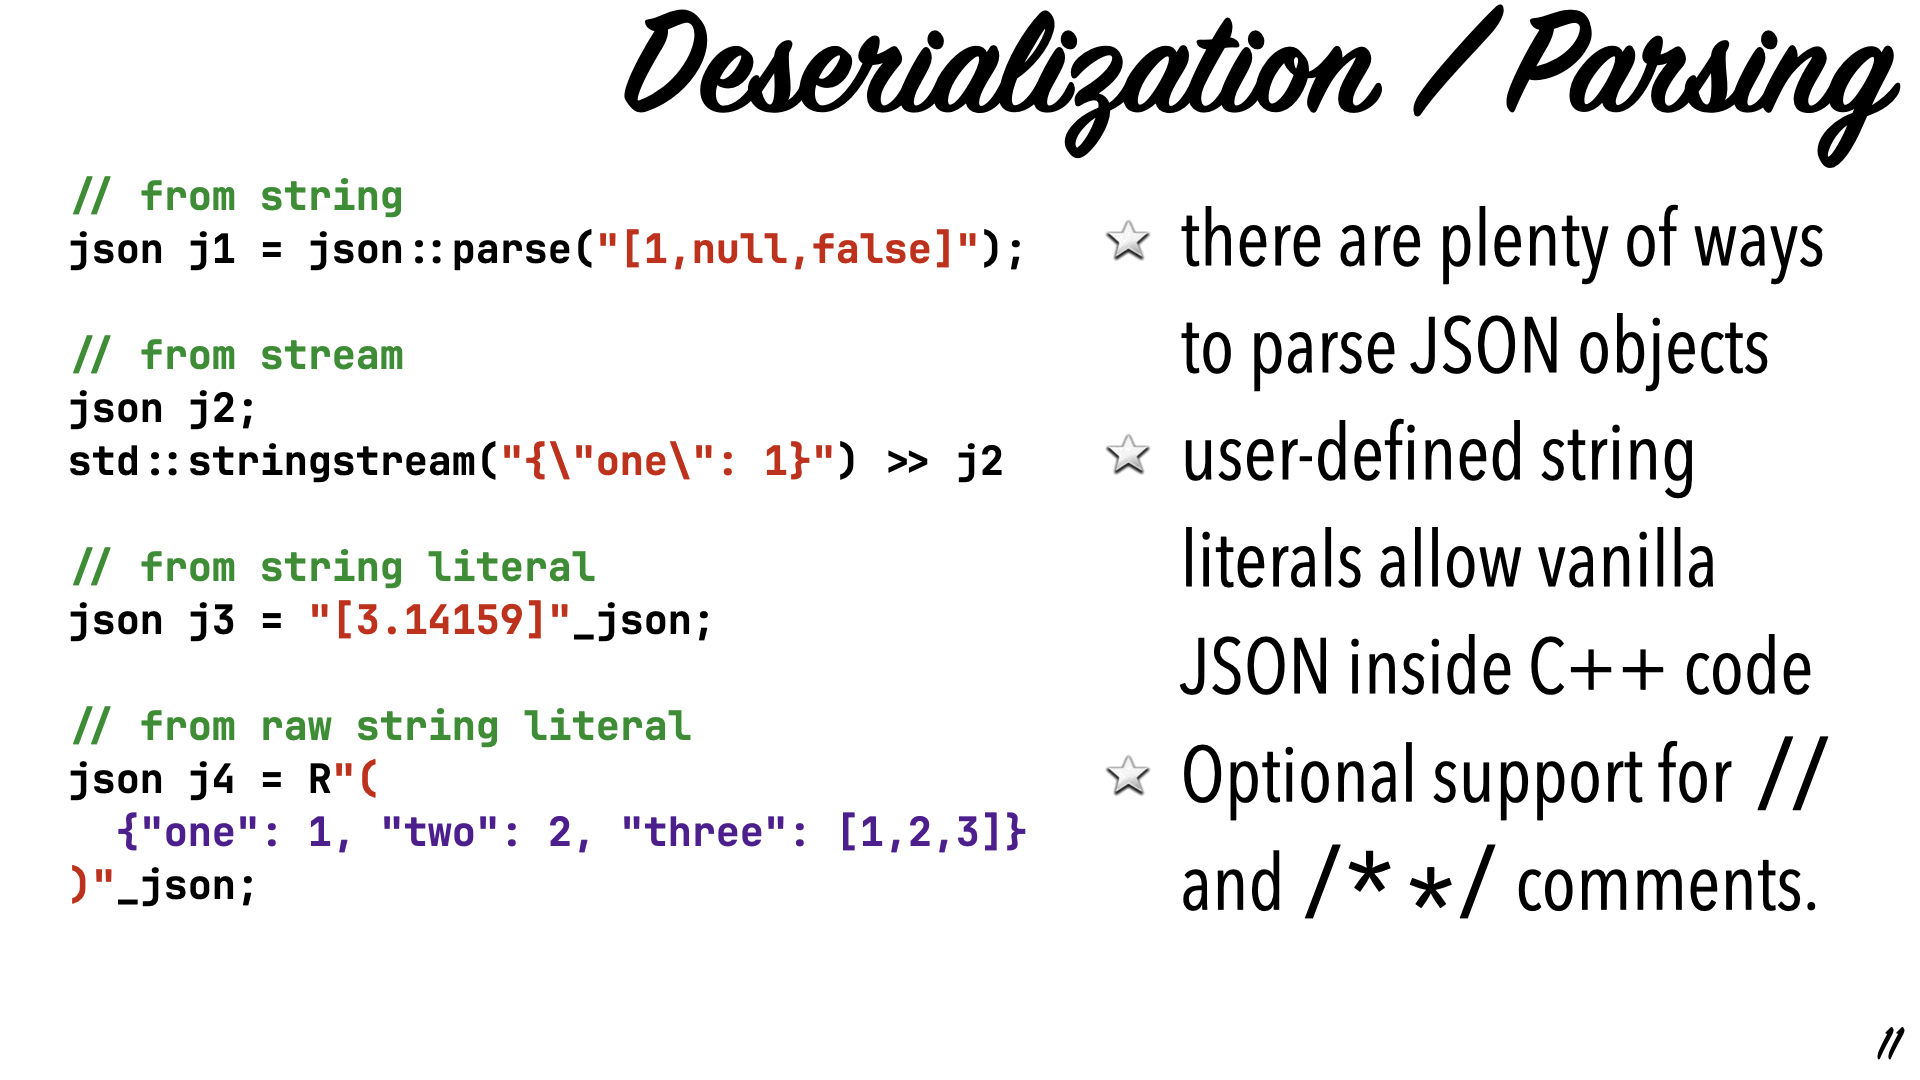 Deserialization / Parsing
// from string
json j1 = json::parse("[1,null,false]");
// from stream
json j2;
std::stringstream("{\"one\": 1}") >> j2
// from string literal
json j3 = "[3.14159]"_json;
// from raw string literal
json j4 = R"(
  {"one": 1, "two": 2, "three": [1,2,3]}
)"_json;
there are plenty of ways
to parse JSON objects
user-defined string
literals allow vanilla
JSON inside C++ code
Optional support for //
and /* */ comments.
11